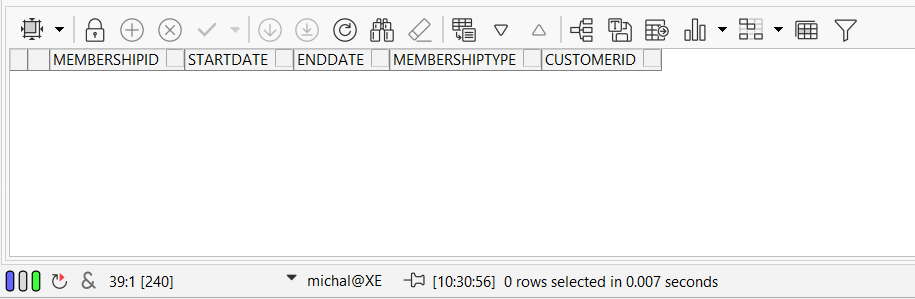 MEMBERSHIPID STARTDATE ENDDATE MEMBERSHIPTYPE CUSTOMERID
& 39:1 [240] michal@XE [10:30:56] 0 rows selected in 0.007 seconds